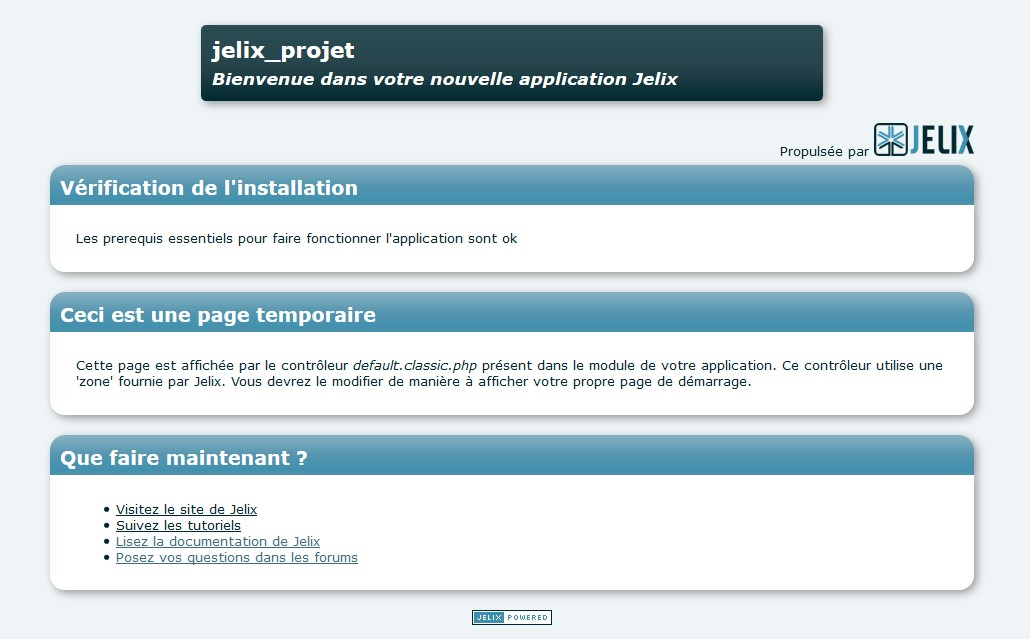 jelix_projet
Bienvenue dans votre nouvelle application Jelix
Propulsée par JELIX
Vérification de l'installation
Les prerequis essentiels pour faire fonctionner l'application sont ok
Ceci est une page temporaire
Cette page est affichée par le contrôleur default.classic.php présent dans le module de votre application. Ce contrôleur utilise une
'zone' fournie par Jelix. Vous devrez le modifier de manière à afficher votre propre page de démarrage.
Que faire maintenant ?
• Visitez le site de Jelix
• Suivez les tutoriels
• Lisez la documentation de Jelix
• Posez vos questions dans les forums
JELIX POWERED